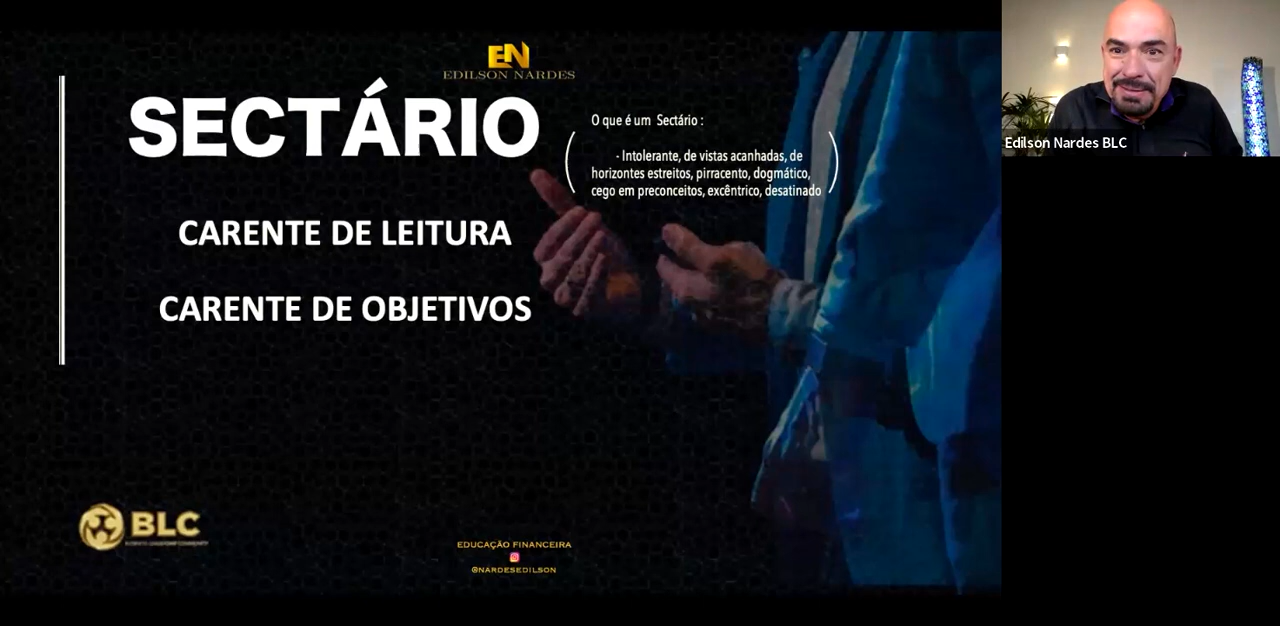 EN
EDILSON NARDES
SECTÁRIO
O que é um Sectário :
- Intolerante, de vistas acanhadas, de
horizontes estreitos, pirracento, dogmático,
cego em preconceitos, excêntrico, desatinado
CARENTE DE LEITURA
CARENTE DE OBJETIVOS
BLC
EDUCAÇÃO FINANCEIRA
@NARDESEDILSON
Edilson Nardes BLC